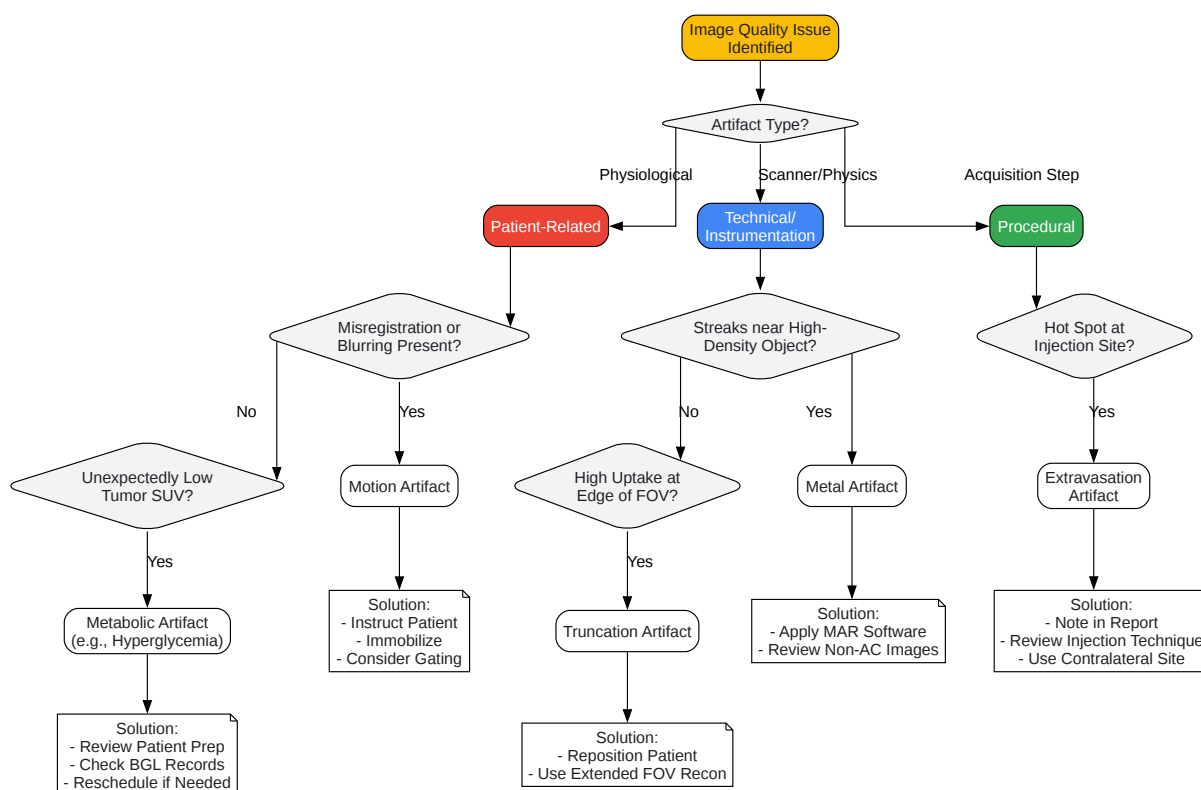 Image Quality Issue
Identified
Artifact Type?
Physiological
Scanner/Physics
Acquisition Step
Patient-Related
Technical/
Instrumentation
Procedural
Misregistration or
Blurring Present?
Streaks near High-
Density Object?
Hot Spot at
Injection Site?
No
Yes
No
Yes
Yes
Unexpectedly Low
Tumor SUV?
Motion Artifact
High Uptake at
Edge of FOV?
Metal Artifact
Extravasation
Artifact
Yes
Yes
Metabolic Artifact
(e.g., Hyperglycemia)
Solution:
- Instruct Patient
- Immobilize
- Consider Gating
Truncation Artifact
Solution:
- Apply MAR Software
- Review Non-AC Images
Solution:
- Note in Report
- Review Injection Technique
- Use Contralateral Site
Solution:
- Review Patient Prep
- Check BGL Records
- Reschedule if Needed
Solution:
- Reposition Patient
- Use Extended FOV Recon